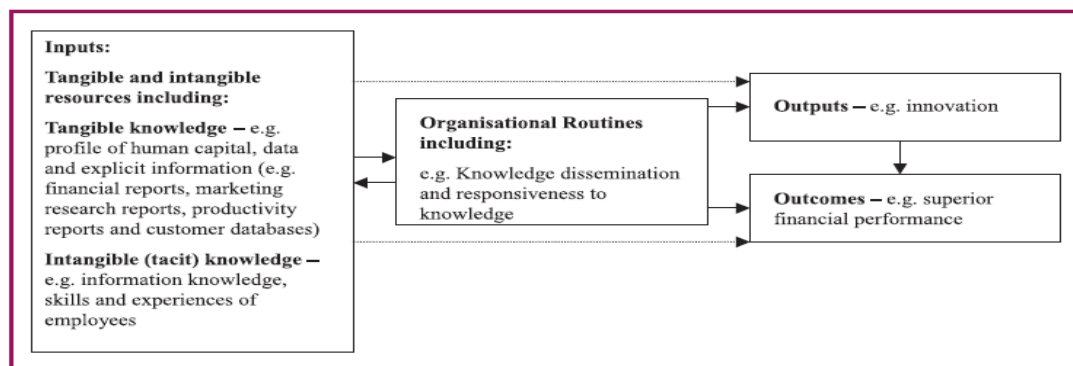 Inputs:
Tangible and intangible
resources including:
Tangible knowledge – e.g.
profile of human capital, data
and explicit information (e.g.
financial reports, marketing
research reports, productivity
reports and customer databases)
Intangible (tacit) knowledge –
e.g. information knowledge,
skills and experiences of
employees
Organisational Routines
including:
e.g. Knowledge dissemination
and responsiveness to
knowledge
Outputs – e.g. innovation
Outcomes – e.g. superior
financial performance